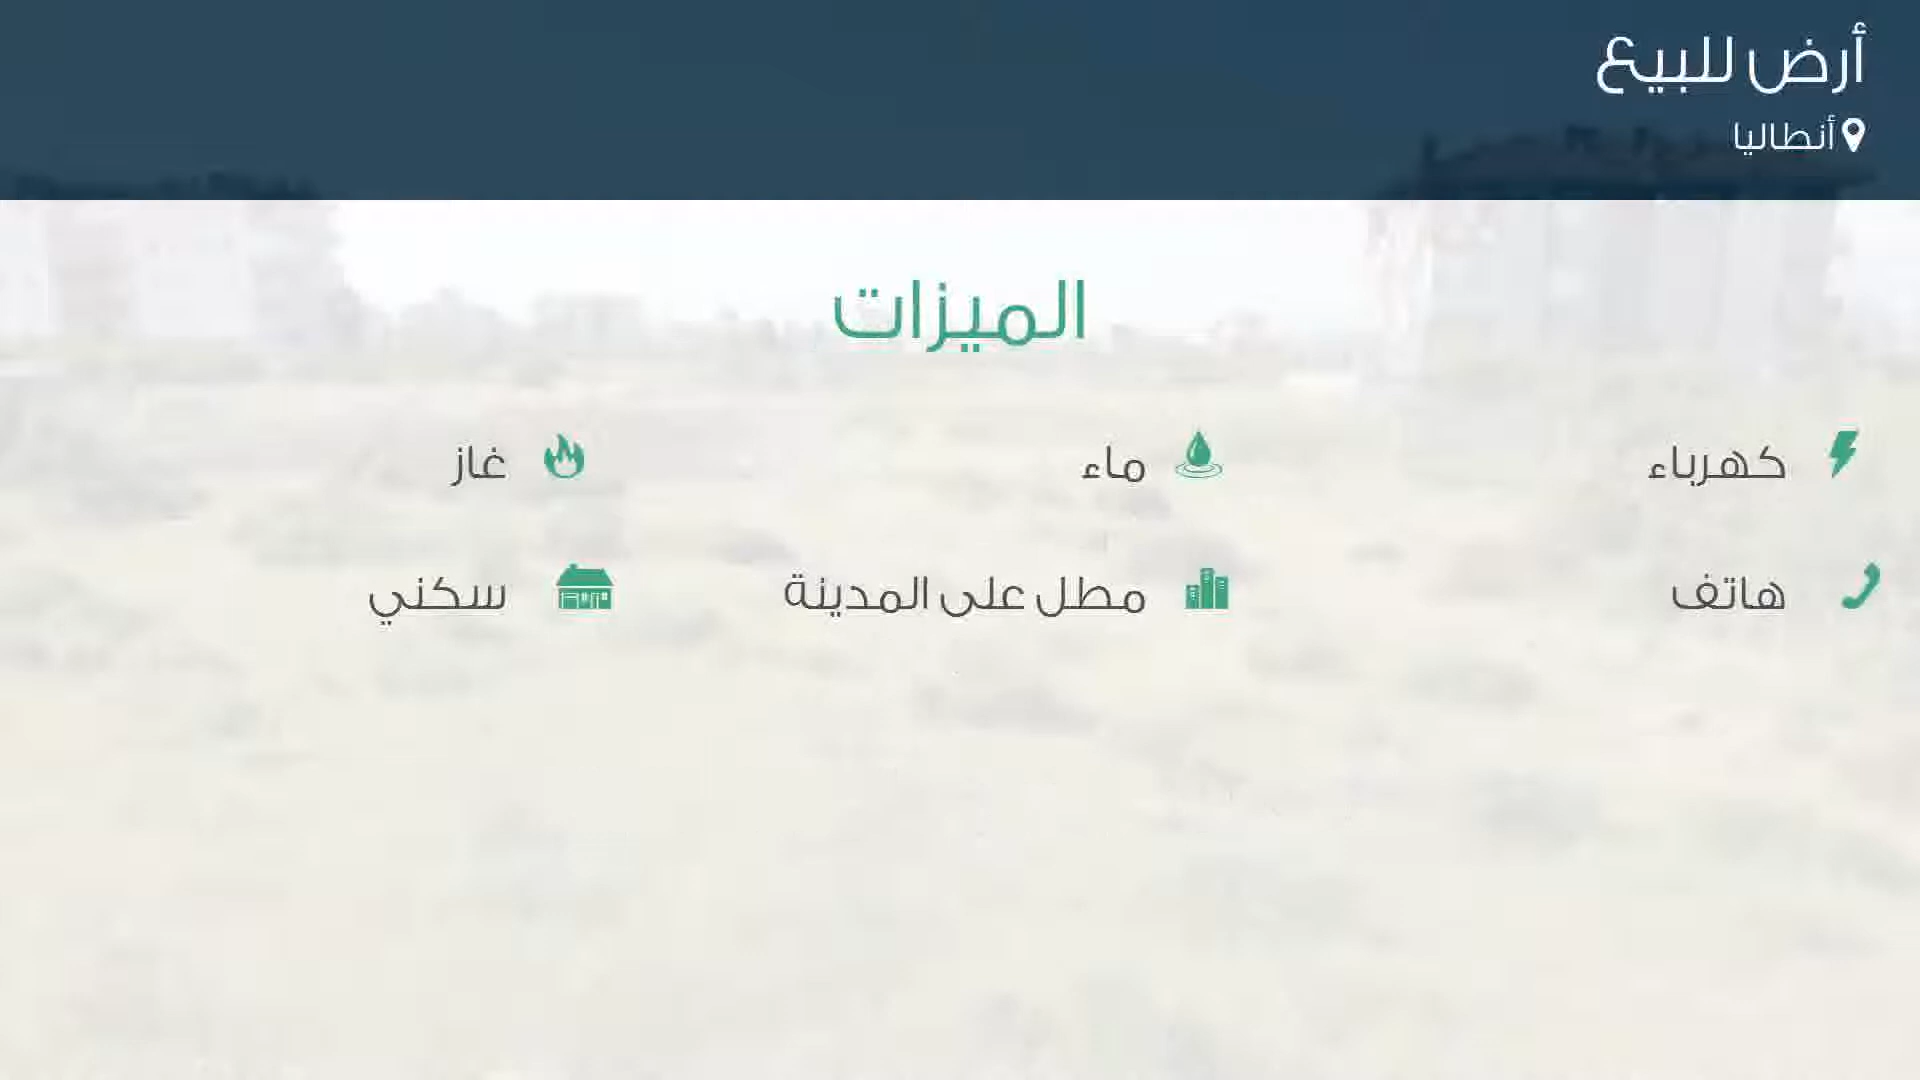 أرض للبيع
أنطاليا
الميزات
كهرباء
ماء
غاز
هاتف
مطل على المدينة
سكني